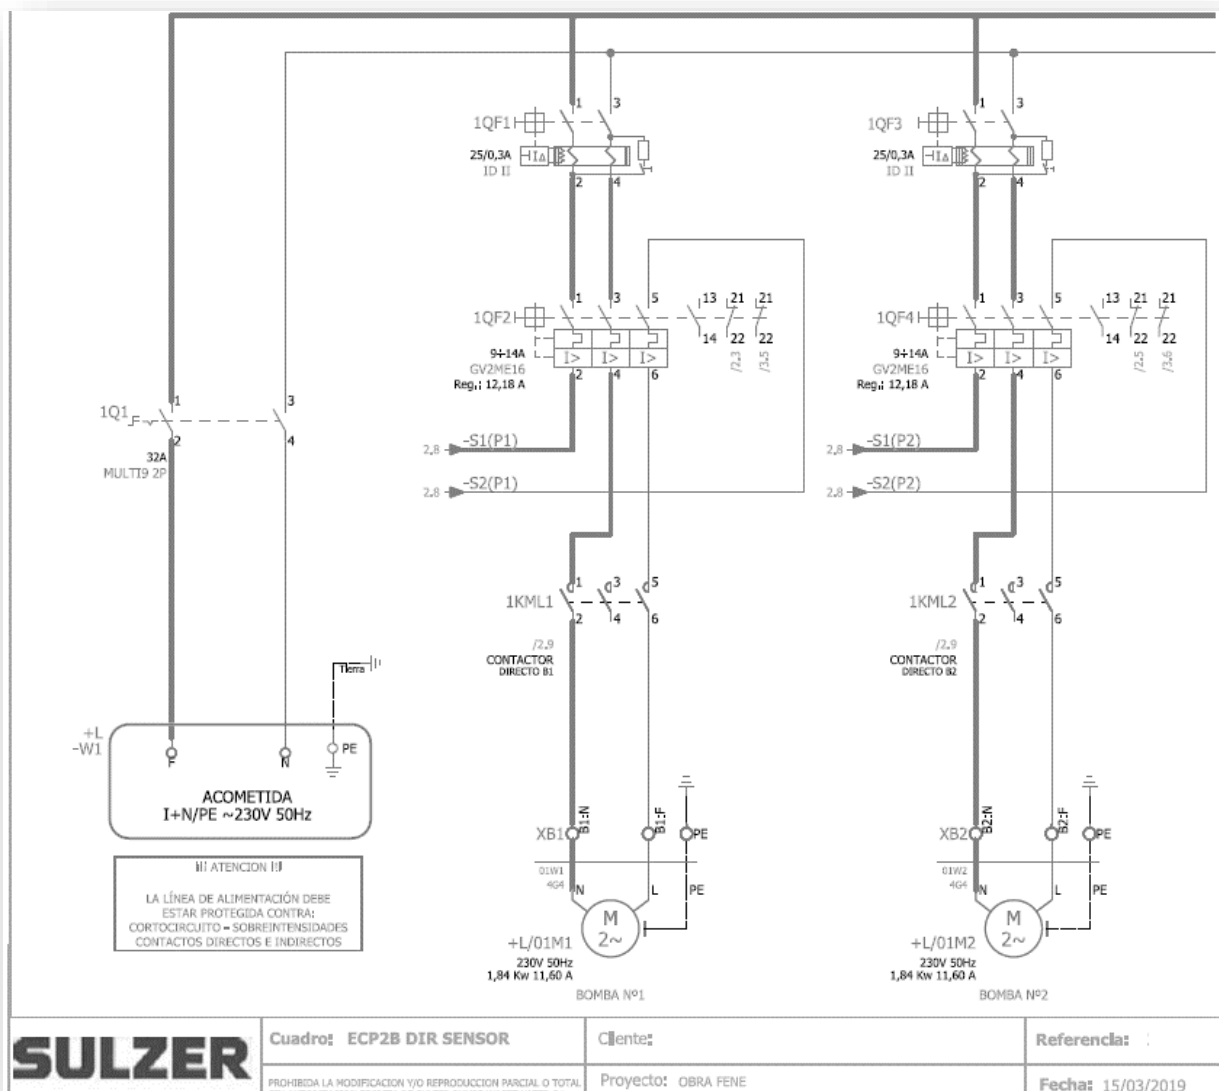 1 3
1QF1
25/0,3A
ID II
2 4
1 3
1QF3
25/0,3A
ID II
2 4
1 3 5 13 21 21
1QF2
14 22 22
9÷14A
GV2ME16
Reg.: 12,18 A
I> I> I>
2 4 6
/2.3 /3.5
1 3 5 13 21 21
1QF4
14 22 22
9÷14A
GV2ME16
Reg.: 12,18 A
I> I> I>
2 4 6
/2.5 /3.6
1 3
1Q1
2 4
32A
MULTI9 2P
2.8 -S1(P1)
2.8 -S2(P1)
2.8 -S1(P2)
2.8 -S2(P2)
1 3 5
1KML1
2 4 6
/2.9
CONTACTOR
DIRECTO B1
1 3 5
1KML2
2 4 6
/2.9
CONTACTOR
DIRECTO B2
Tierra
+L
-W1
F N PE
ACOMETIDA
I+N/PE ~230V 50Hz
!!! ATENCION !!!
LA LÍNEA DE ALIMENTACIÓN DEBE
ESTAR PROTEGIDA CONTRA:
CORTOCIRCUITO - SOBREINTENSIDADES
CONTACTOS DIRECTOS E INDIRECTOS
XB1 B1:N B1:F PE
01W1
4G4
N L PE
M
2~
+L/01M1
230V 50Hz
1,84 Kw 11,60 A
BOMBA Nº1
XB2 B2:N B2:F PE
01W2
4G4
N L PE
M
2~
+L/01M2
230V 50Hz
1,84 Kw 11,60 A
BOMBA Nº2
SULZER
Cuadro: ECP2B DIR SENSOR
Cliente:
Referencia:
PROHIBIDA LA MODIFICACION Y/O REPRODUCCION PARCIAL O TOTAL
Proyecto: OBRA FENE
Fecha: 15/03/2019